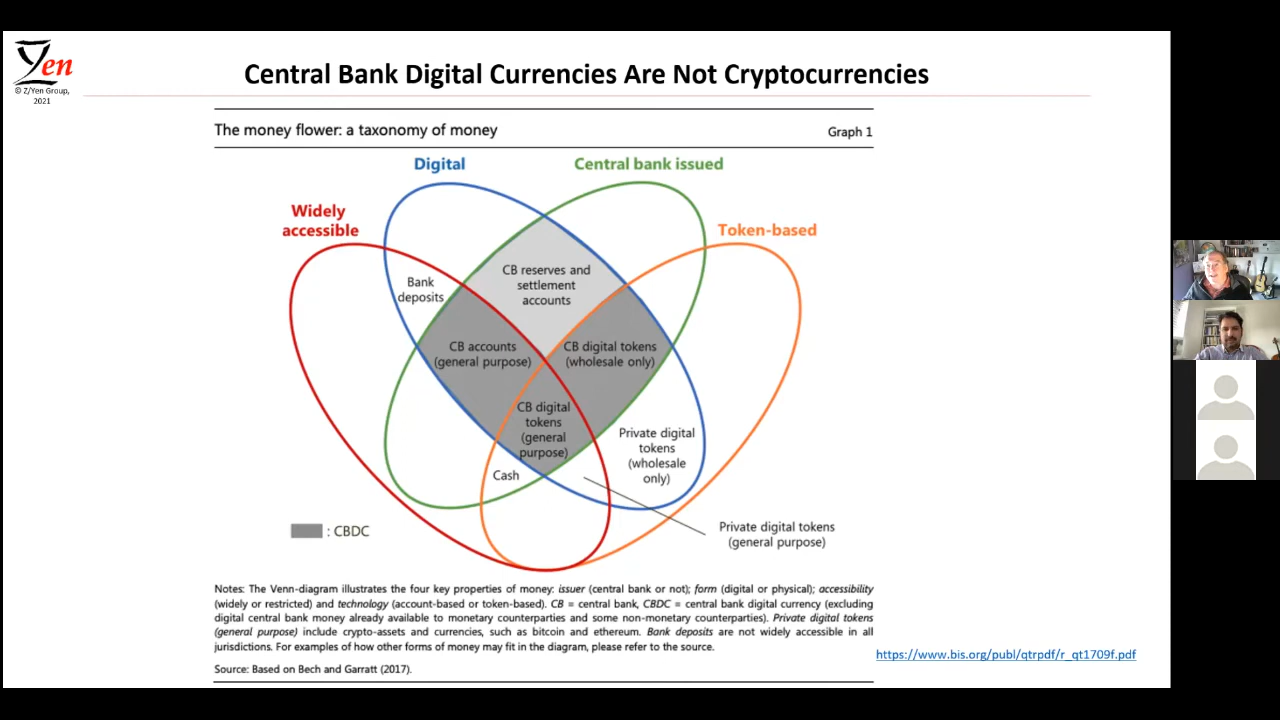 Zyen
© Z/Yen Group,
2021
Central Bank Digital Currencies Are Not Cryptocurrencies
The money flower: a taxonomy of money
Graph 1
Digital
Central bank issued
Widely
accessible
Token-based
Bank
deposits
CB reserves and
settlement
accounts
CB accounts
(general purpose)
CB digital tokens
(wholesale only)
CB digital
tokens
(general
purpose)
Private digital
tokens
(wholesale
only)
Cash
Private digital tokens
(general purpose)
: CBDC
Notes: The Venn-diagram illustrates the four key properties of money: issuer (central bank or not); form (digital or physical); accessibility
(widely or restricted) and technology (account-based or token-based). CB = central bank, CBDC = central bank digital currency (excluding
digital central bank money already available to monetary counterparties and some non-monetary counterparties). Private digital tokens
(general purpose) include crypto-assets and currencies, such as bitcoin and ethereum. Bank deposits are not widely accessible in all
jurisdictions. For examples of how other forms of money may fit in the diagram, please refer to the source.
https://www.bis.org/publ/qtrpdf/r_qt1709f.pdf
Source: Based on Bech and Garratt (2017).